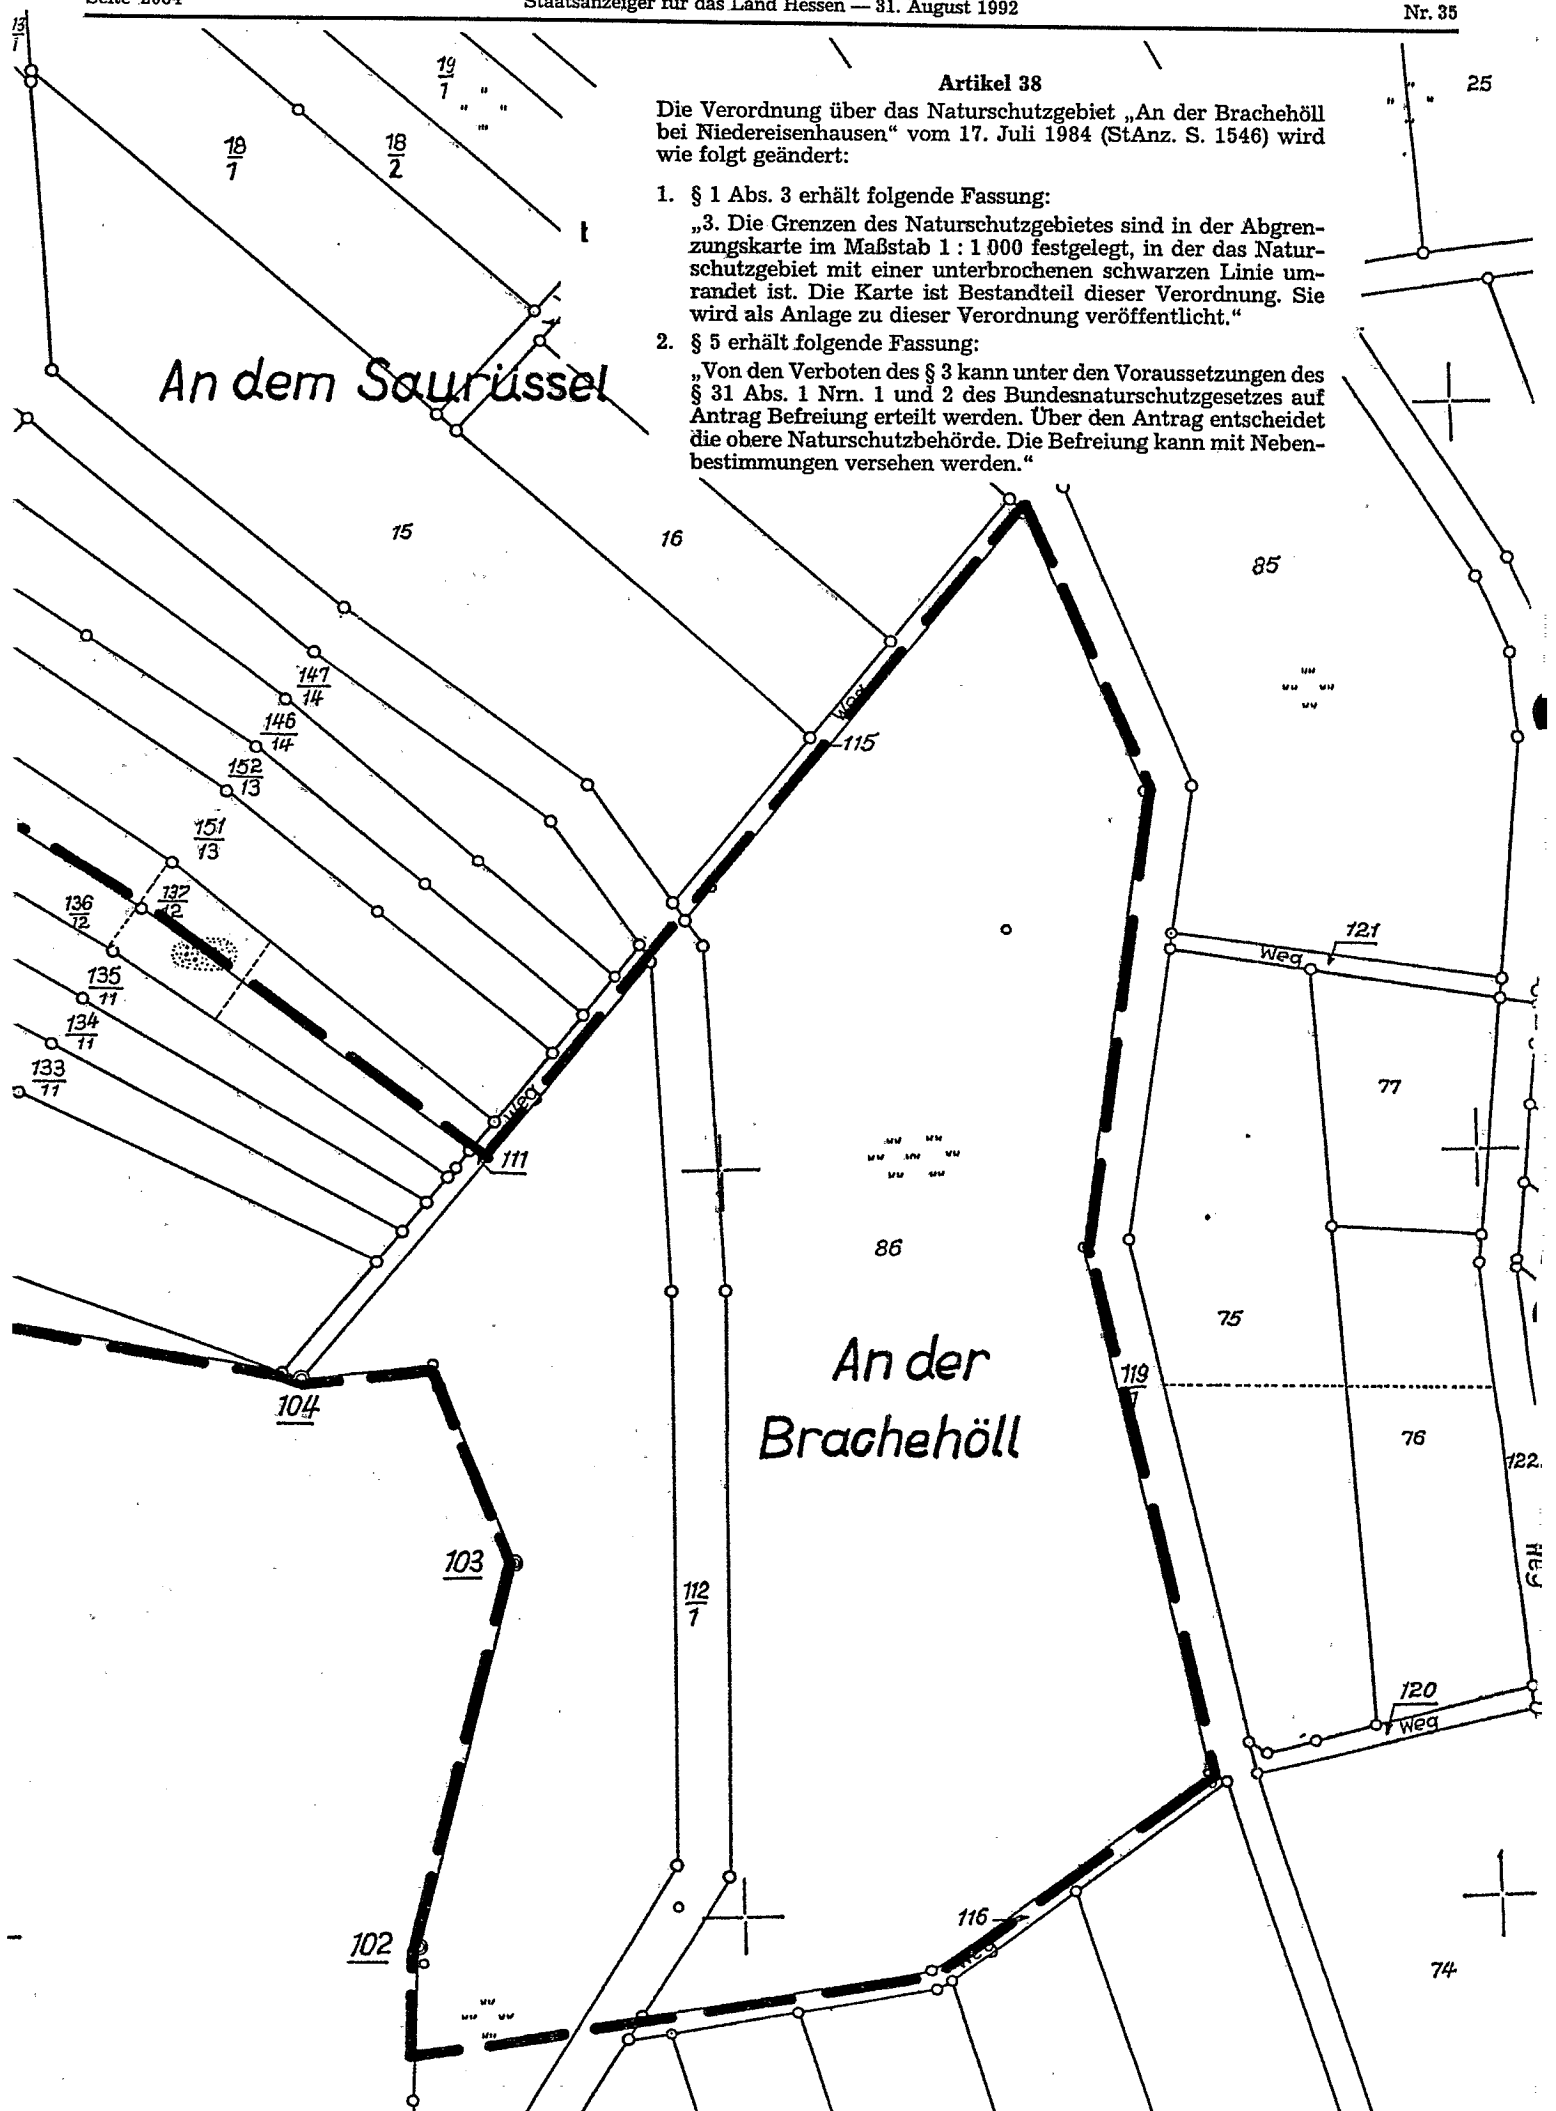 Staatsanzeiger für das Land Hessen — 31. August 1992
Nr. 35
Artikel 38
Die Verordnung über das Naturschutzgebiet „An der Brachehöll
bei Niedereisenhausen“ vom 17. Juli 1984 (StAnz. S. 1546) wird
wie folgt geändert:
1. § 1 Abs. 3 erhält folgende Fassung:
„3. Die Grenzen des Naturschutzgebietes sind in der Abgren-
zungskarte im Maßstab 1 : 1 000 festgelegt, in der das Natur-
schutzgebiet mit einer unterbrochenen schwarzen Linie um-
randet ist. Die Karte ist Bestandteil dieser Verordnung. Sie
wird als Anlage zu dieser Verordnung veröffentlicht.“
2. § 5 erhält folgende Fassung:
„Von den Verboten des § 3 kann unter den Voraussetzungen des
§ 31 Abs. 1 Nrn. 1 und 2 des Bundesnaturschutzgesetzes auf
Antrag Befreiung erteilt werden. Über den Antrag entscheidet
die obere Naturschutzbehörde. Die Befreiung kann mit Neben-
bestimmungen versehen werden.“
13
1
19
1
25
18
1
18
2
t
An dem Saurüssel
15
16
85
147
14
146
14
Weg
115
152
13
151
13
137
12
136
12
121
Weg
135
11
134
11
133
11
Weg
77
111
86
75
An der
Brachehöll
119
1
104
76
122
103
Weg
112
1
120
Weg
116
Weg
102
74